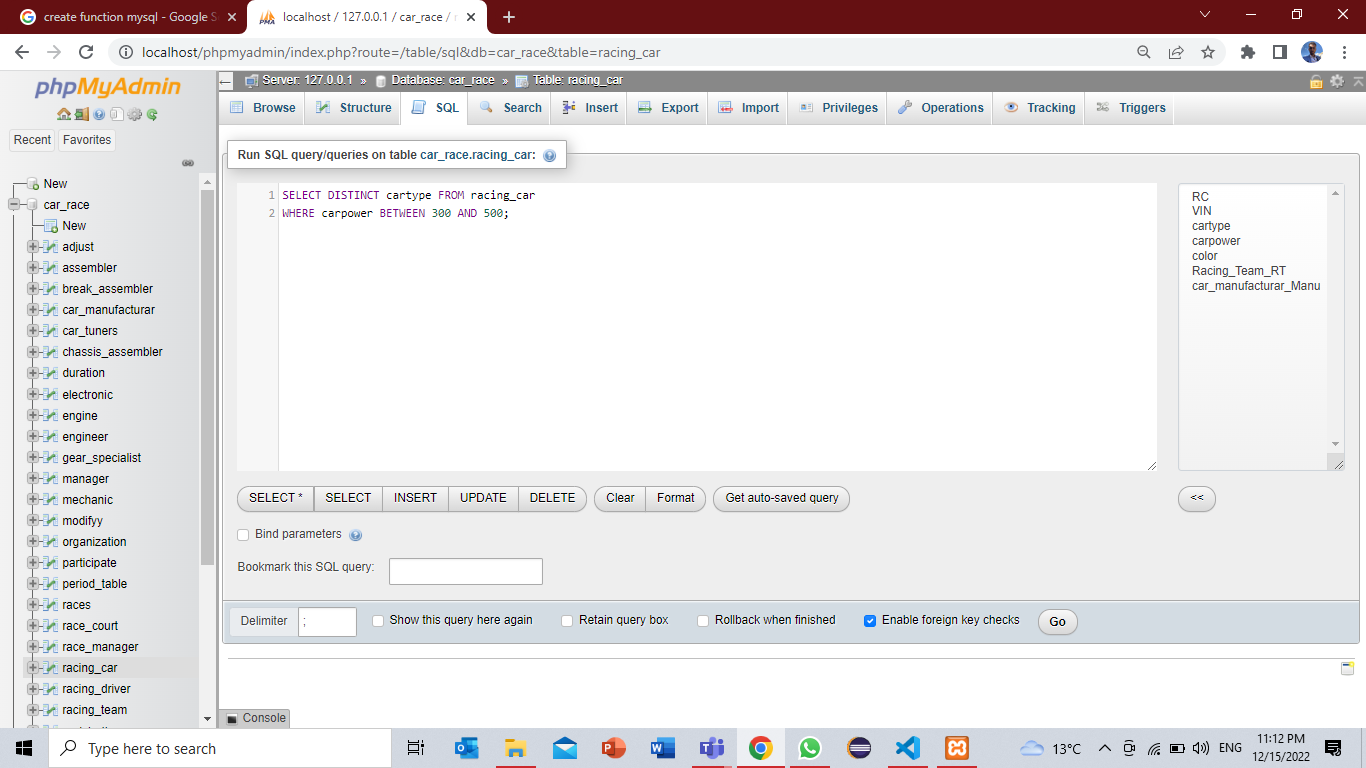 create function mysql - Google S
localhost / 127.0.0.1 / car_race / r
localhost/phpmyadmin/index.php?route=/table/sql&db=car_race&table=racing_car
phpMyAdmin
Recent
Favorites
New
car_race
New
adjust
assembler
break_assembler
car_manufacturar
car_tuners
chassis_assembler
duration
electronic
engine
engineer
gear_specialist
manager
mechanic
modifyy
organization
participate
period_table
races
race_court
race_manager
racing_car
racing_driver
racing_team
Server: 127.0.0.1 » Database: car_race » Table: racing_car
Browse Structure SQL Search Insert Export Import Privileges Operations Tracking Triggers
Run SQL query/queries on table car_race.racing_car:
1 SELECT DISTINCT cartype FROM racing_car
2 WHERE carpower BETWEEN 300 AND 500;
RC
VIN
cartype
carpower
color
Racing_Team_RT
car_manufacturar_Manu
SELECT * SELECT INSERT UPDATE DELETE Clear Format Get auto-saved query <<
Bind parameters
Bookmark this SQL query:
Delimiter ; Show this query here again Retain query box Rollback when finished Enable foreign key checks Go
Console
Type here to search
13°C
ENG
11:12 PM
12/15/2022